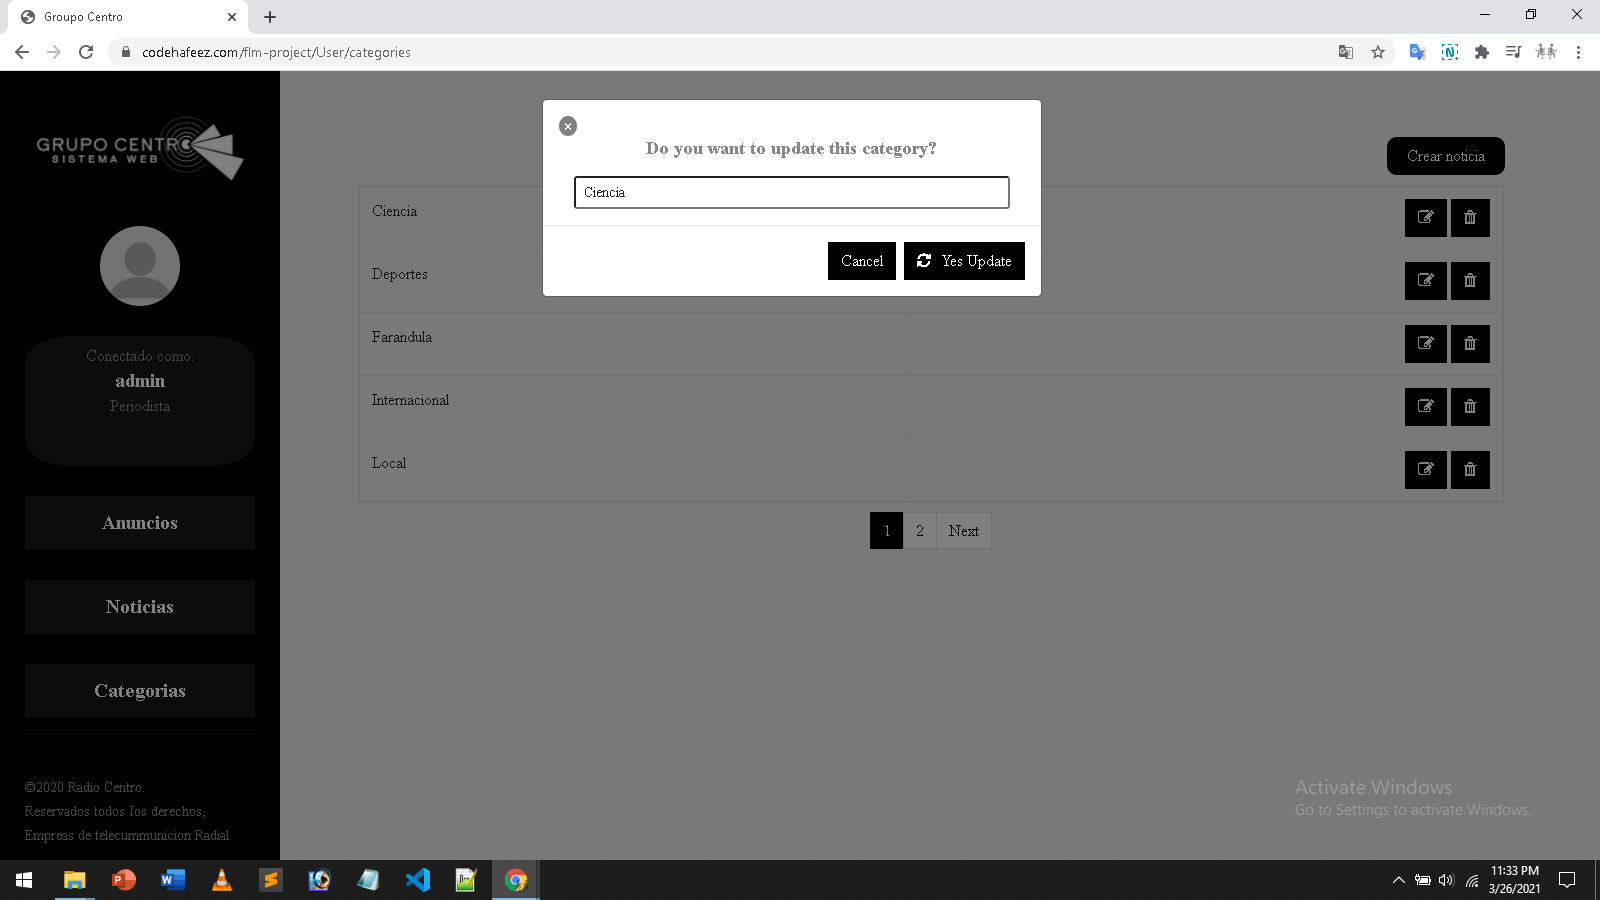 Groupo Centro
codehafeez.com/flm-project/User/categories
GRUPO CENTRO
SISTEMA WEB
Conectado como:
admin
Periodista
Anuncios
Noticias
Categorias
©2020 Radio Centro.
Reservados todos los derechos,
Empreas de telecummunicion Radial
Do you want to update this category?
Ciencia
Cancel
Yes Update
Crear noticia
Ciencia
Deportes
Farandula
Internacional
Local
1 2 Next
Activate Windows
Go to Settings to activate Windows.
11:33 PM
3/26/2021